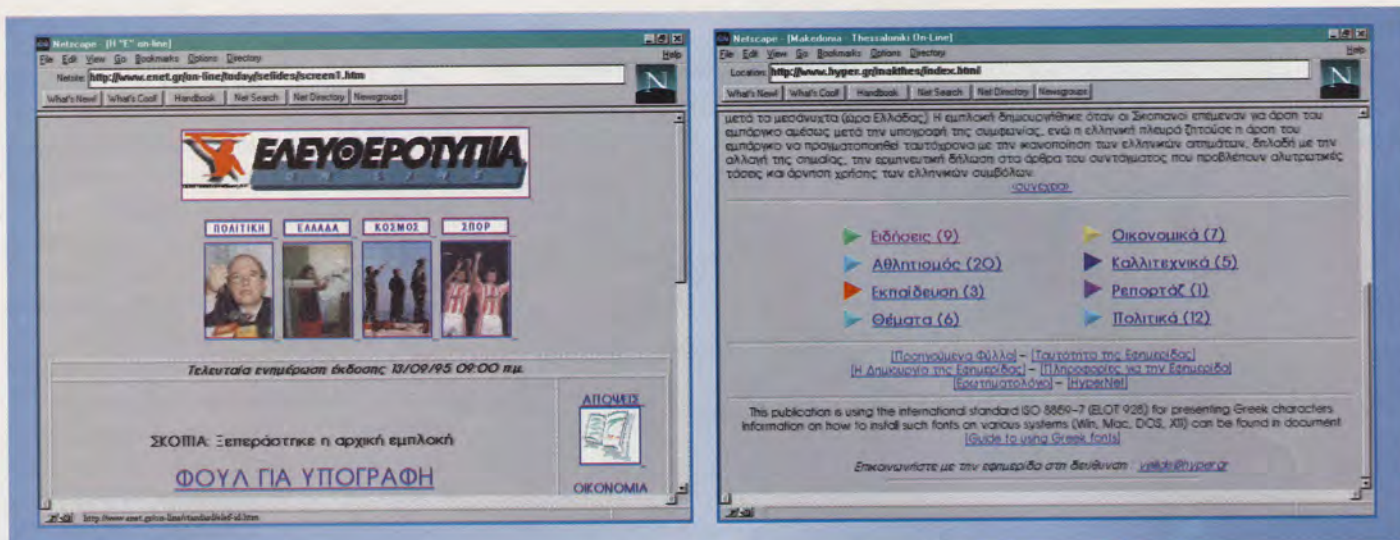 Netscape - [Η "Ε" on-line]
File Edit View Go Bookmarks Options Directory Help
Netsite: http://www.enet.gr/on-line/today/selides/screen1.htm
What's New! What's Cool! Handbook Net Search Net Directory Newsgroups
N
ΕΛΕΥΘΕΡΟΤΥΠΙΑ
ON LINE
ΠΟΛΙΤΙΚΗ ΕΛΛΑΔΑ ΚΟΣΜΟΣ ΣΠΟΡ
Τελευταία ενημέρωση έκδοσης 13/09/95 09:00 πμ.
ΑΠΟΨΕΙΣ
ΣΚΟΠΙΑ: Ξεπεράστηκε η αρχική εμπλοκή
ΦΟΥΛ ΓΙΑ ΥΠΟΓΡΑΦΗ
ΟΙΚΟΝΟΜΙΑ
Netscape - [Makedonia - Thessaloniki On-Line]
File Edit View Go Bookmarks Options Directory Help
Location: http://www.hyper.gr/makthes/index.html
What's New! What's Cool! Handbook Net Search Net Directory Newsgroups
N
μετά τα μεσάνυχτα (ώρα Ελλάδας) Η εμπλοκή δημιουργήθηκε όταν οι Σκοπιανοί επέμεναν για άρση του
εμπάργκο αμέσως μετά την υπογραφή της συμφωνίας, ενώ η ελληνική πλευρά ζητούσε η άρση του
εμπάργκο να πραγματοποιηθεί ταυτόχρονα με την ικανοποίηση των ελληνικών αιτημάτων, δηλαδή με την
αλλαγή της σημαίας, την ερμηνευτική δήλωση στα άρθρα του συντάγματος που προβλέπουν αλυτρωτικές
τάσεις και άρνηση χρήσης των ελληνικών συμβόλων.
<συνέχεια>
Ειδήσεις (9) Οικονομικά (7)
Αθλητισμός (20) Καλλιτεχνικά (5)
Εκπαίδευση (3) Ρεπορτάζ (1)
Θέματα (6) Πολιτικά (12)
[Προηγούμενα Φύλλα] - [Ταυτότητα της Εφημερίδας]
[Η Δημιουργία της Εφημερίδας] - [Πληροφορίες για την Εφημερίδα]
[Ερωτηματολόγιο] - [HyperNet]
This publication is using the international standard ISO 8859-7 (ELOT 928) for presenting Greek characters
Information on how to install such fonts on various systems (Win, Mac, DOS, X11) can be found in document
[Guide to using Greek fonts]
Επικοινωνήστε με την εφημερίδα στη διεύθυνση :